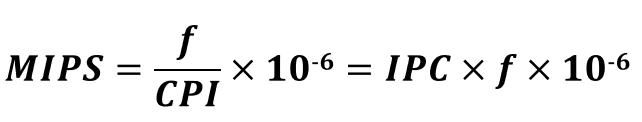 MIPS = f/CPI × 10⁻⁶ = IPC × f × 10⁻⁶